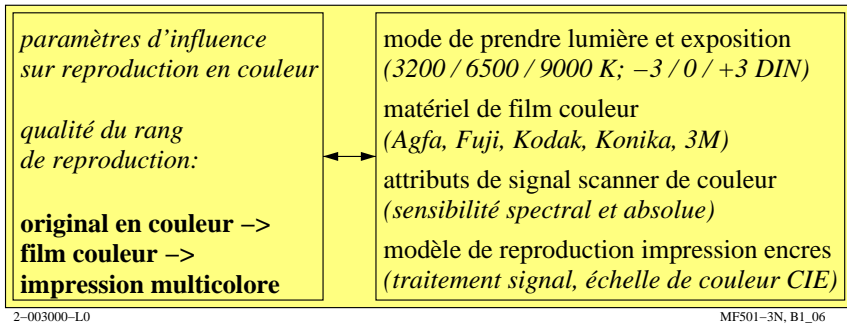 paramètres d'influence
sur reproduction en couleur
qualité du rang
de reproduction:
original en couleur −>
film couleur −>
impression multicolore
mode de prendre lumière et exposition
(3200 / 6500 / 9000 K; −3 / 0 / +3 DIN)
matériel de film couleur
(Agfa, Fuji, Kodak, Konika, 3M)
attributs de signal scanner de couleur
(sensibilité spectral et absolue)
modèle de reproduction impression encres
(traitement signal, échelle de couleur CIE)
2−003000−L0
MF501−3N, B1_06